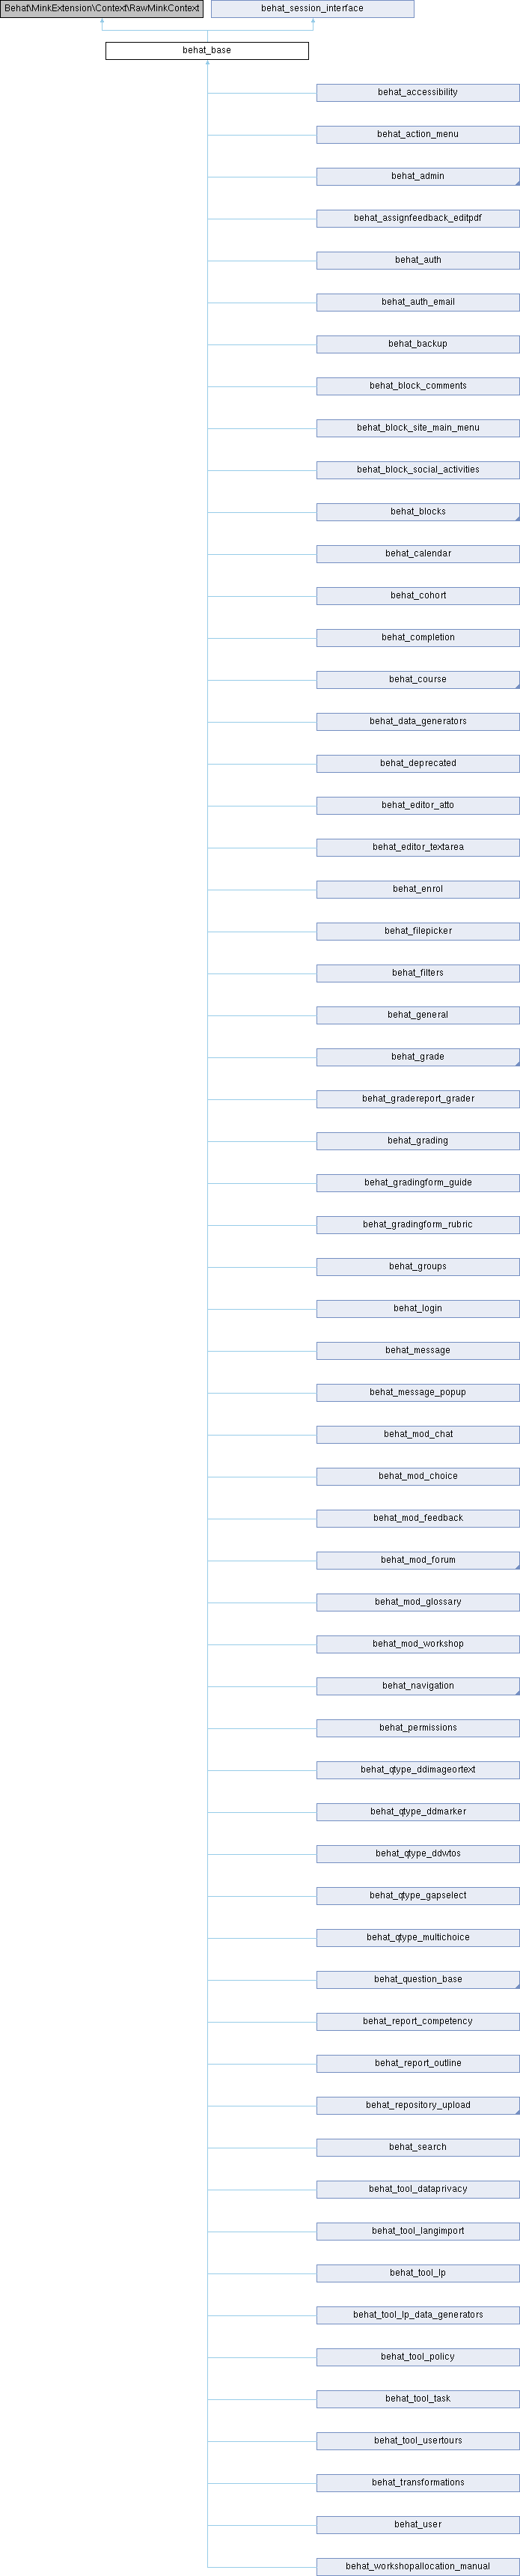 Behat\MinkExtension\Context\RawMinkContext
behat_session_interface
behat_base
behat_accessibility
behat_action_menu
behat_admin
behat_assignfeedback_editpdf
behat_auth
behat_auth_email
behat_backup
behat_block_comments
behat_block_site_main_menu
behat_block_social_activities
behat_blocks
behat_calendar
behat_cohort
behat_completion
behat_course
behat_data_generators
behat_deprecated
behat_editor_atto
behat_editor_textarea
behat_enrol
behat_filepicker
behat_filters
behat_general
behat_grade
behat_gradereport_grader
behat_grading
behat_gradingform_guide
behat_gradingform_rubric
behat_groups
behat_login
behat_message
behat_message_popup
behat_mod_chat
behat_mod_choice
behat_mod_feedback
behat_mod_forum
behat_mod_glossary
behat_mod_workshop
behat_navigation
behat_permissions
behat_qtype_ddimageortext
behat_qtype_ddmarker
behat_qtype_ddwtos
behat_qtype_gapselect
behat_qtype_multichoice
behat_question_base
behat_report_competency
behat_report_outline
behat_repository_upload
behat_search
behat_tool_dataprivacy
behat_tool_langimport
behat_tool_lp
behat_tool_lp_data_generators
behat_tool_policy
behat_tool_task
behat_tool_usertours
behat_transformations
behat_user
behat_workshopallocation_manual